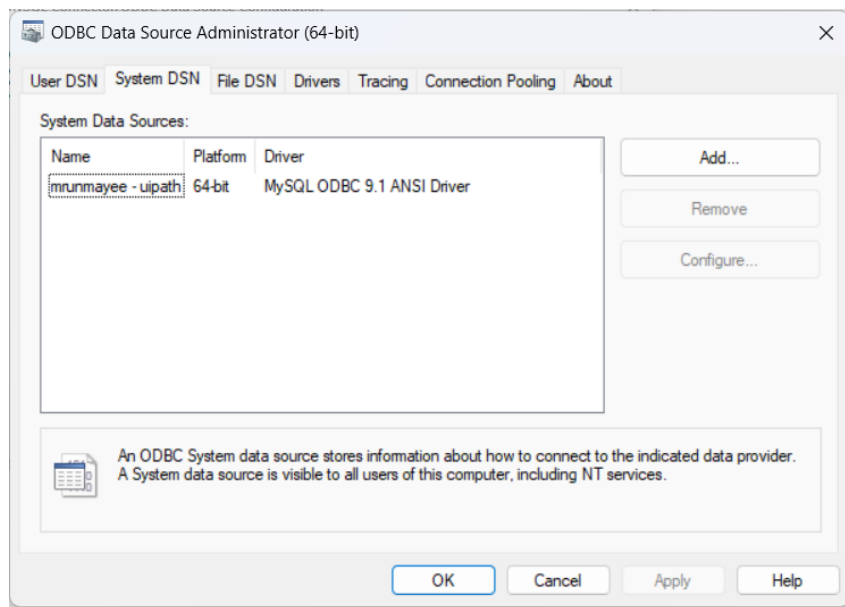 ODBC Data Source Administrator (64-bit)
User DSN System DSN File DSN Drivers Tracing Connection Pooling About
System Data Sources:
Name Platform Driver
mrunmayee - uipath 64-bit MySQL ODBC 9.1 ANSI Driver
Add...
Remove
Configure...
An ODBC System data source stores information about how to connect to the indicated data provider.
A System data source is visible to all users of this computer, including NT services.
OK Cancel Apply Help